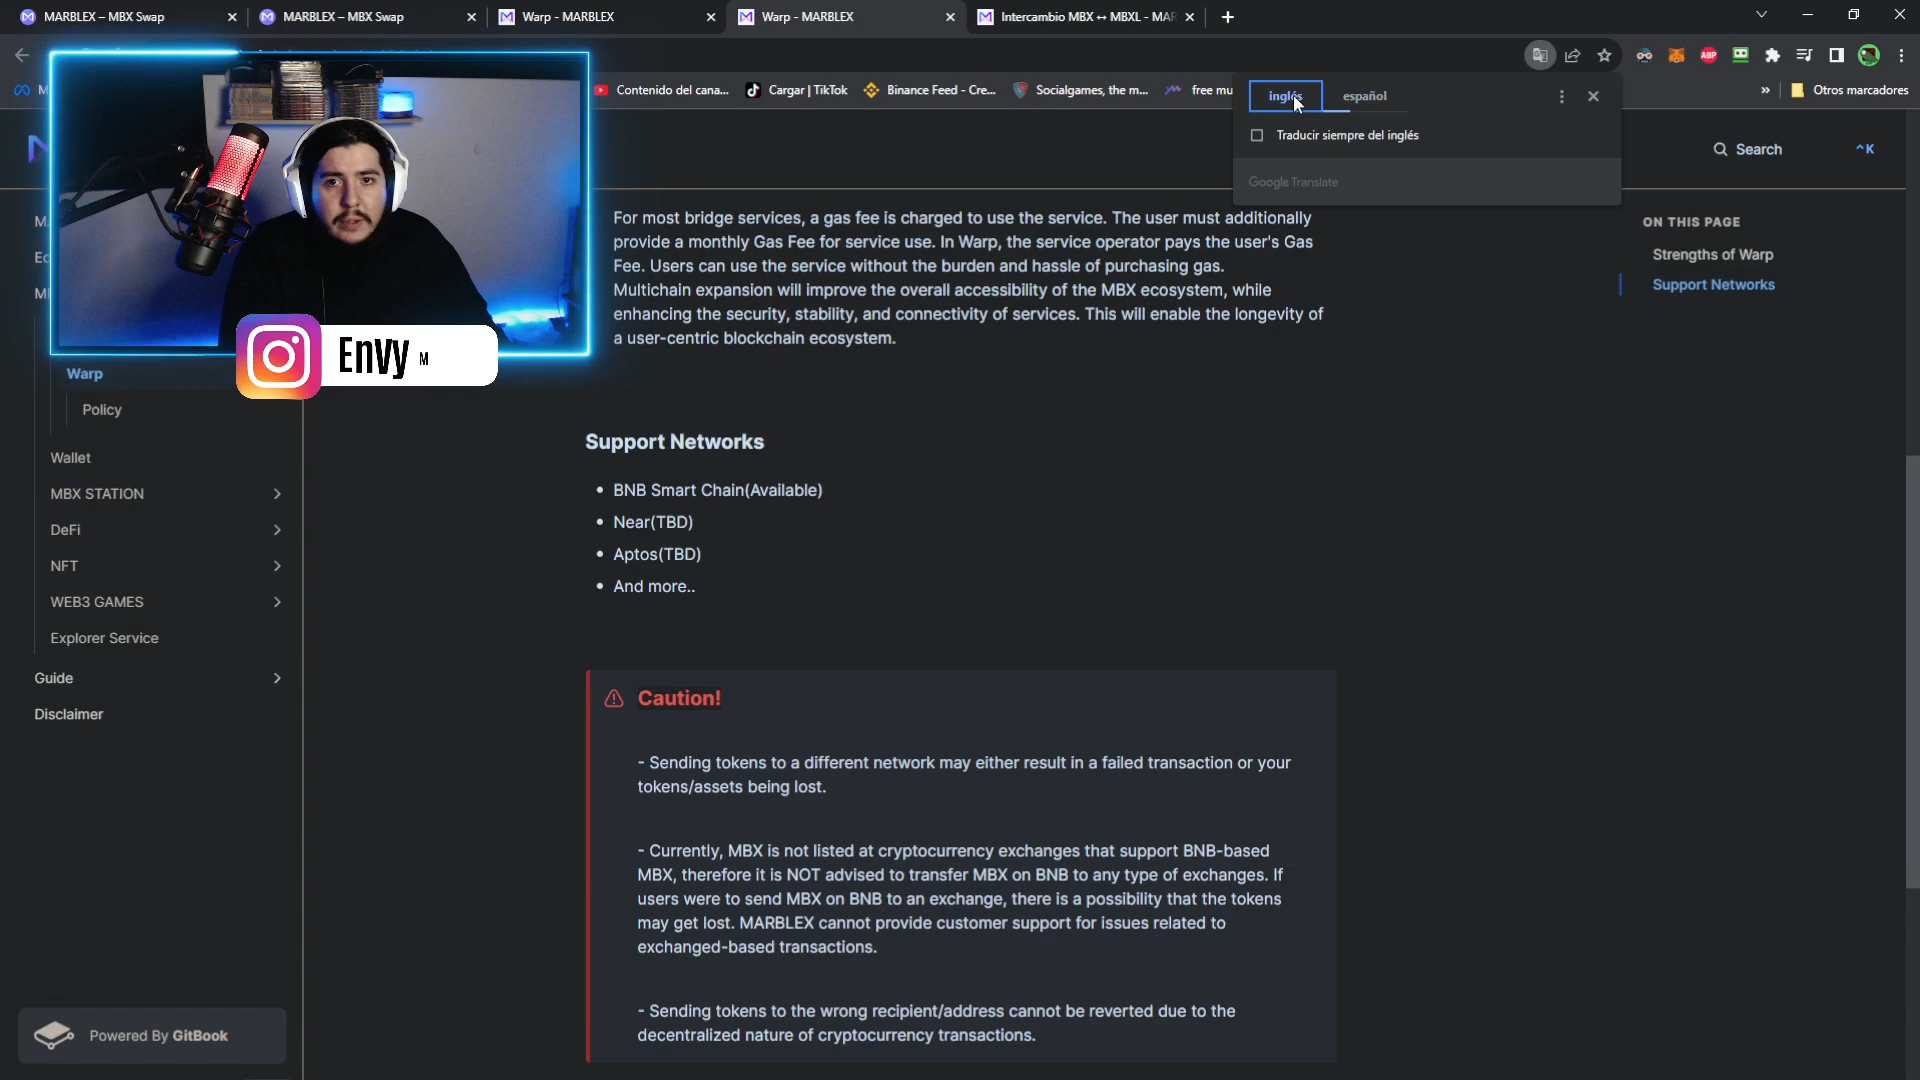 MARBLEX – MBX Swap
MARBLEX – MBX Swap
Warp - MARBLEX
Warp - MARBLEX
Intercambio MBX ↔ MBXL - MAR
Contenido del cana...
Cargar | TikTok
Binance Feed - Cre...
Socialgames, the m...
free mu
Otros marcadores
inglés
español
Traducir siempre del inglés
Google Translate
Search
^K
EnVy M
Warp
Policy
Wallet
MBX STATION
DeFi
NFT
WEB3 GAMES
Explorer Service
Guide
Disclaimer
Powered By GitBook
For most bridge services, a gas fee is charged to use the service. The user must additionally
provide a monthly Gas Fee for service use. In Warp, the service operator pays the user's Gas
Fee. Users can use the service without the burden and hassle of purchasing gas.
Multichain expansion will improve the overall accessibility of the MBX ecosystem, while
enhancing the security, stability, and connectivity of services. This will enable the longevity of
a user-centric blockchain ecosystem.
Support Networks
• BNB Smart Chain(Available)
• Near(TBD)
• Aptos(TBD)
• And more..
Caution!
- Sending tokens to a different network may either result in a failed transaction or your
tokens/assets being lost.
- Currently, MBX is not listed at cryptocurrency exchanges that support BNB-based
MBX, therefore it is NOT advised to transfer MBX on BNB to any type of exchanges. If
users were to send MBX on BNB to an exchange, there is a possibility that the tokens
may get lost. MARBLEX cannot provide customer support for issues related to
exchanged-based transactions.
- Sending tokens to the wrong recipient/address cannot be reverted due to the
decentralized nature of cryptocurrency transactions.
ON THIS PAGE
Strengths of Warp
Support Networks